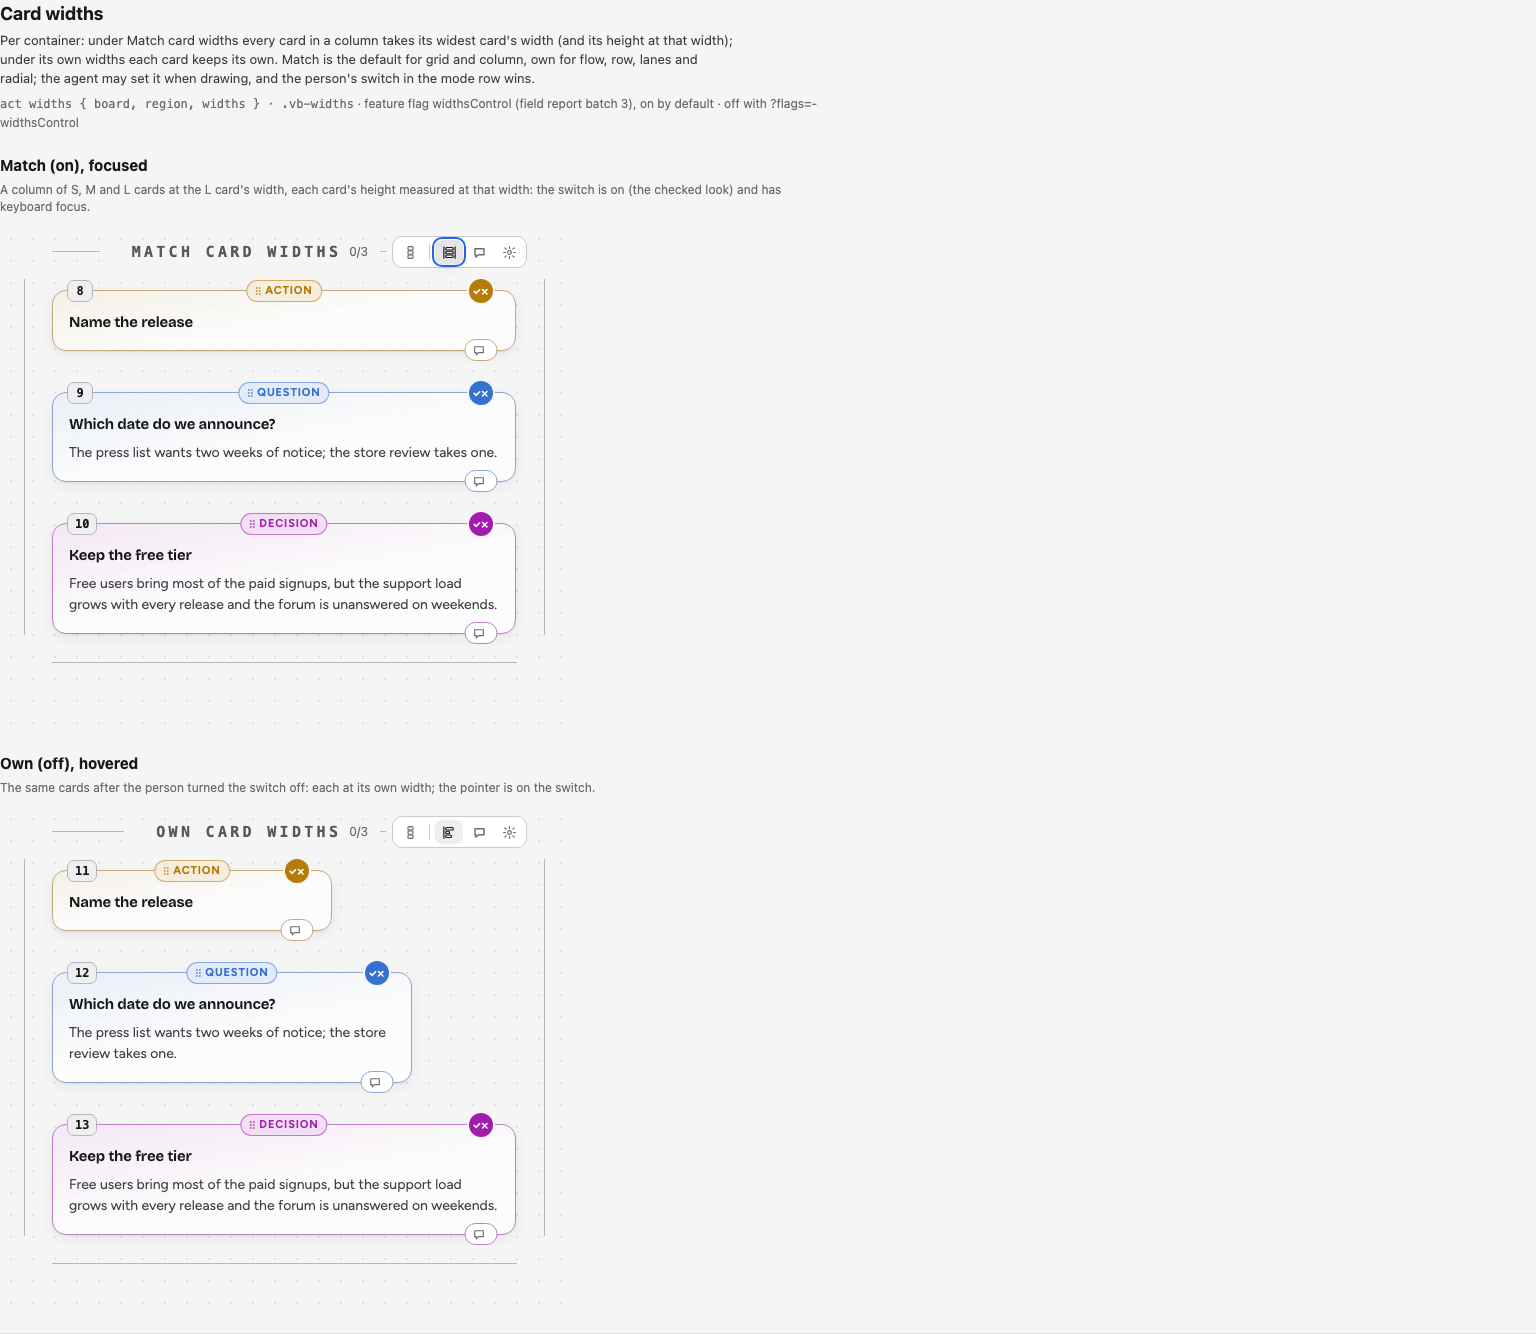 Card widths
Per container: under Match card widths every card in a column takes its widest card's width (and its height at that width);
under its own widths each card keeps its own. Match is the default for grid and column, own for flow, row, lanes and
radial; the agent may set it when drawing, and the person's switch in the mode row wins.
act widths { board, region, widths } · .vb-widths · feature flag widthsControl (field report batch 3), on by default · off with ?flags=-
widthsControl
Match (on), focused
A column of S, M and L cards at the L card's width, each card's height measured at that width: the switch is on (the checked look) and has
keyboard focus.
MATCH CARD WIDTHS 0/3
8 ACTION
Name the release
9 QUESTION
Which date do we announce?
The press list wants two weeks of notice; the store review takes one.
10 DECISION
Keep the free tier
Free users bring most of the paid signups, but the support load
grows with every release and the forum is unanswered on weekends.
Own (off), hovered
The same cards after the person turned the switch off: each at its own width; the pointer is on the switch.
OWN CARD WIDTHS 0/3
11 ACTION
Name the release
12 QUESTION
Which date do we announce?
The press list wants two weeks of notice; the store
review takes one.
13 DECISION
Keep the free tier
Free users bring most of the paid signups, but the support load
grows with every release and the forum is unanswered on weekends.